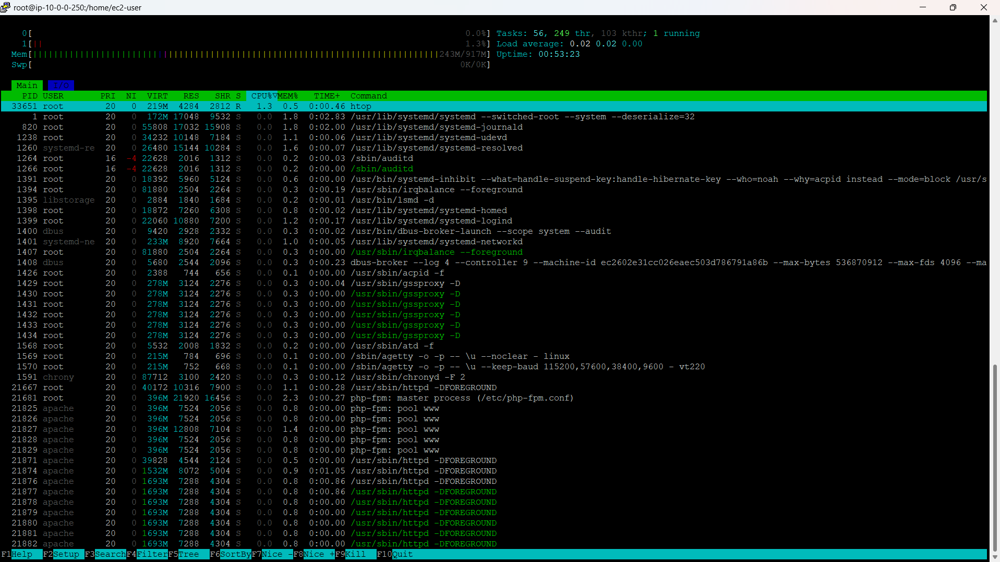 root@ip-10-0-0-250:/home/ec2-user
0[ 0.0%] Tasks: 56, 249 thr, 103 kthr; 1 running
1[|| 1.3%] Load average: 0.02 0.02 0.00
Mem[||||||||||||||||||||||||||||||||||||||||||||||||||||||||||||||||||||||||||||||243M/917M] Uptime: 00:53:23
Swp[ 0K/0K]
Main I/O
PID USER PRI NI VIRT RES SHR S CPU%▽MEM% TIME+ Command
33651 root 20 0 219M 4284 2812 R 1.3 0.5 0:00.46 htop
1 root 20 0 172M 17048 9532 S 0.0 1.8 0:02.83 /usr/lib/systemd/systemd --switched-root --system --deserialize=32
820 root 20 0 55808 17032 15908 S 0.0 1.8 0:02.00 /usr/lib/systemd/systemd-journald
1238 root 20 0 34232 10148 7184 S 0.0 1.1 0:00.06 /usr/lib/systemd/systemd-udevd
1260 systemd-re 20 0 26480 15144 10284 S 0.0 1.6 0:00.07 /usr/lib/systemd/systemd-resolved
1264 root 16 -4 22628 2016 1312 S 0.0 0.2 0:00.03 /sbin/auditd
1266 root 16 -4 22628 2016 1312 S 0.0 0.2 0:00.00 /sbin/auditd
1391 root 20 0 18392 5960 5124 S 0.0 0.6 0:00.00 /usr/bin/systemd-inhibit --what=handle-suspend-key:handle-hibernate-key --who=noah --why=acpid instead --mode=block /usr/s
1394 root 20 0 81880 2504 2264 S 0.0 0.3 0:00.19 /usr/sbin/irqbalance --foreground
1395 libstorage 20 0 2884 1840 1684 S 0.0 0.2 0:00.01 /usr/bin/lsmd -d
1398 root 20 0 18872 7260 6308 S 0.0 0.8 0:00.02 /usr/lib/systemd/systemd-homed
1399 root 20 0 22060 10880 7200 S 0.0 1.2 0:00.17 /usr/lib/systemd/systemd-logind
1400 dbus 20 0 9420 2928 2332 S 0.0 0.3 0:00.02 /usr/bin/dbus-broker-launch --scope system --audit
1401 systemd-ne 20 0 233M 8920 7664 S 0.0 1.0 0:00.05 /usr/lib/systemd/systemd-networkd
1407 root 20 0 81880 2504 2264 S 0.0 0.3 0:00.00 /usr/sbin/irqbalance --foreground
1408 dbus 20 0 5680 2544 2096 S 0.0 0.3 0:00.23 dbus-broker --log 4 --controller 9 --machine-id ec2602e31cc026eaec503d786791a86b --max-bytes 536870912 --max-fds 4096 --ma
1426 root 20 0 2388 744 656 S 0.0 0.1 0:00.00 /usr/sbin/acpid -f
1429 root 20 0 278M 3124 2276 S 0.0 0.3 0:00.04 /usr/sbin/gssproxy -D
1430 root 20 0 278M 3124 2276 S 0.0 0.3 0:00.00 /usr/sbin/gssproxy -D
1431 root 20 0 278M 3124 2276 S 0.0 0.3 0:00.00 /usr/sbin/gssproxy -D
1432 root 20 0 278M 3124 2276 S 0.0 0.3 0:00.00 /usr/sbin/gssproxy -D
1433 root 20 0 278M 3124 2276 S 0.0 0.3 0:00.00 /usr/sbin/gssproxy -D
1434 root 20 0 278M 3124 2276 S 0.0 0.3 0:00.00 /usr/sbin/gssproxy -D
1568 root 20 0 5532 2008 1832 S 0.0 0.2 0:00.00 /usr/sbin/atd -f
1569 root 20 0 215M 784 696 S 0.0 0.1 0:00.00 /sbin/agetty -o -p -- \u --noclear - linux
1570 root 20 0 215M 752 668 S 0.0 0.1 0:00.00 /sbin/agetty -o -p -- \u --keep-baud 115200,57600,38400,9600 - vt220
1591 chrony 20 0 87712 3100 2420 S 0.0 0.3 0:00.12 /usr/sbin/chronyd -F 2
21667 root 20 0 40172 10316 7900 S 0.0 1.1 0:00.28 /usr/sbin/httpd -DFOREGROUND
21681 root 20 0 396M 21920 16456 S 0.0 2.3 0:00.27 php-fpm: master process (/etc/php-fpm.conf)
21825 apache 20 0 396M 7524 2056 S 0.0 0.8 0:00.00 php-fpm: pool www
21826 apache 20 0 396M 7524 2056 S 0.0 0.8 0:00.00 php-fpm: pool www
21827 apache 20 0 396M 12808 7104 S 0.0 1.4 0:00.00 php-fpm: pool www
21828 apache 20 0 396M 7524 2056 S 0.0 0.8 0:00.00 php-fpm: pool www
21829 apache 20 0 396M 7524 2056 S 0.0 0.8 0:00.00 php-fpm: pool www
21871 apache 20 0 39828 4544 2124 S 0.0 0.5 0:00.00 /usr/sbin/httpd -DFOREGROUND
21874 apache 20 0 1532M 8072 5004 S 0.0 0.9 0:01.05 /usr/sbin/httpd -DFOREGROUND
21876 apache 20 0 1693M 7288 4304 S 0.0 0.8 0:00.86 /usr/sbin/httpd -DFOREGROUND
21877 apache 20 0 1693M 7288 4304 S 0.0 0.8 0:00.86 /usr/sbin/httpd -DFOREGROUND
21878 apache 20 0 1693M 7288 4304 S 0.0 0.8 0:00.00 /usr/sbin/httpd -DFOREGROUND
21879 apache 20 0 1693M 7288 4304 S 0.0 0.8 0:00.00 /usr/sbin/httpd -DFOREGROUND
21880 apache 20 0 1693M 7288 4304 S 0.0 0.8 0:00.00 /usr/sbin/httpd -DFOREGROUND
21881 apache 20 0 1693M 7288 4304 S 0.0 0.8 0:00.00 /usr/sbin/httpd -DFOREGROUND
21882 apache 20 0 1693M 7288 4304 S 0.0 0.8 0:00.00 /usr/sbin/httpd -DFOREGROUND
F1Help F2Setup F3SearchF4FilterF5Tree F6SortByF7Nice -F8Nice +F9Kill F10Quit